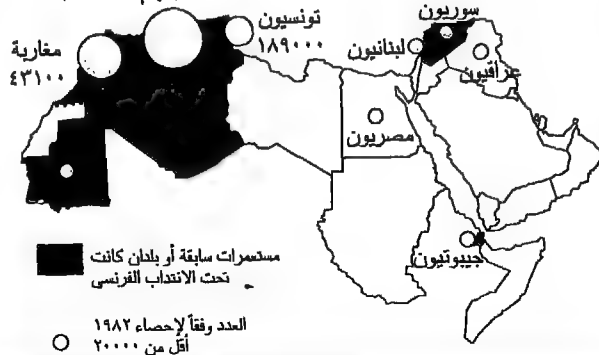 تونسيون
١٨٩٠٠٠
مغاربة
٤٣١٠٠
سوريون
لبنانيون
عراقيون
مصريون
جيبوتيون
مستعمرات سابقة أو بلدان كانت
تحت الانتداب الفرنسى
العدد وفقاً لإحصاء ١٩٨٢
أقل من ٢٠٠٠٠